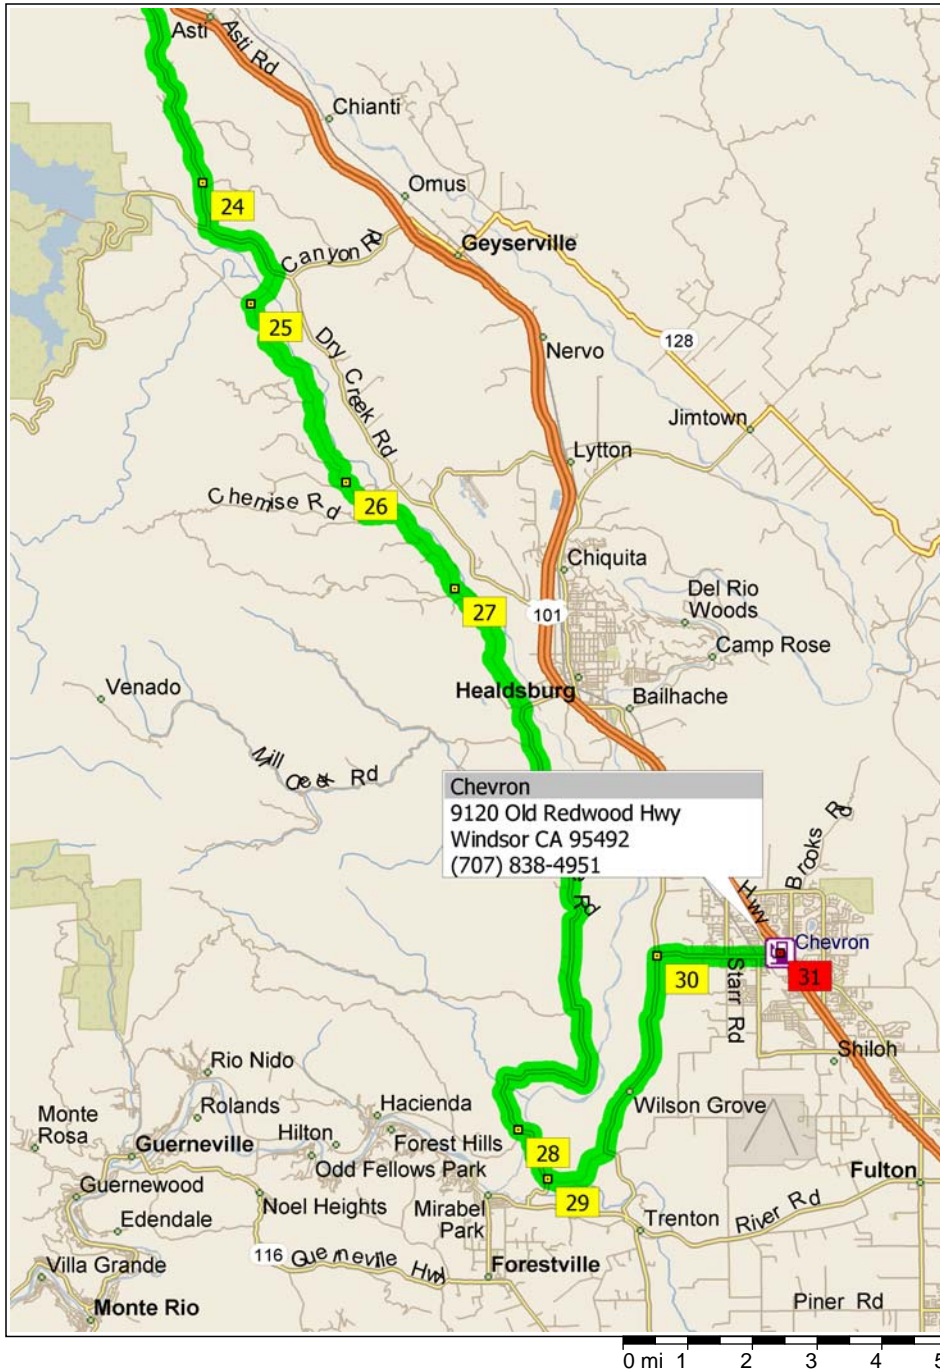 Asti
Asti Rd
Chianti
Omus
24
Geyserville
Canyon Rd
25
Dry Creek Rd
Nervo
128
Jimtown
Lytton
Chemise Rd
26
Chiquita
27
101
Del Rio
Woods
Camp Rose
Venado
Healdsburg
Bailhache
Mill Creek Rd
Chevron
9120 Old Redwood Hwy
Windsor CA 95492
(707) 838-4951
Brooks Rd
Rd
Hwy
Chevron
30
Starr Rd
31
Shiloh
Rio Nido
Rolands
Hacienda
Wilson Grove
Monte
Rosa
Guerneville
Hilton
Forest Hills
28
Odd Fellows Park
Fulton
Guernewood
Noel Heights
Mirabel
Park
29
Edendale
Trenton
River Rd
116
Guerneville Hwy
Villa Grande
Forestville
Monte Rio
Piner Rd
0 mi 1 2 3 4 5